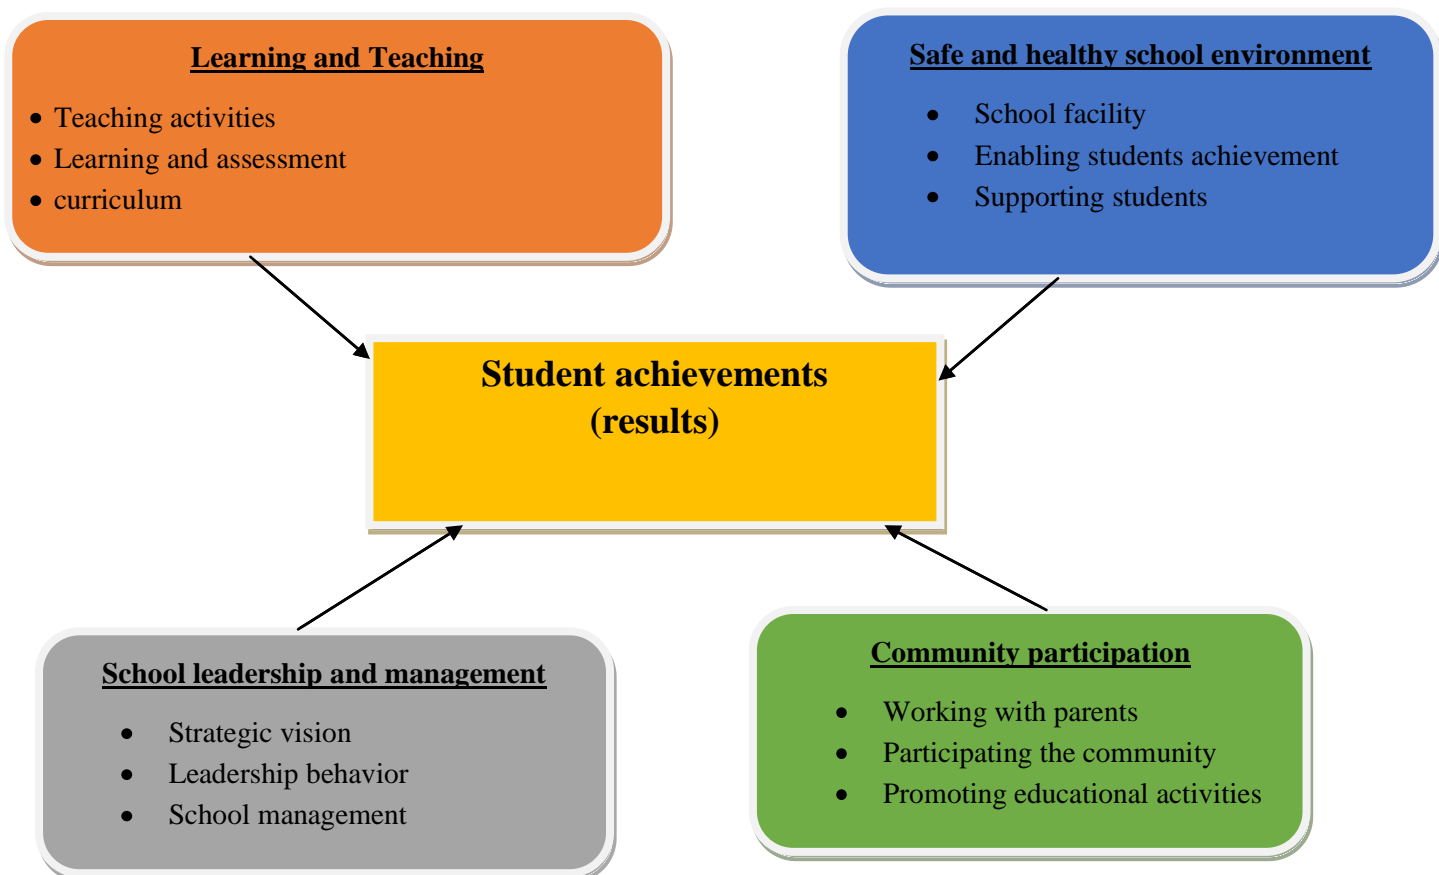 Learning and Teaching
• Teaching activities
• Learning and assessment
• curriculum
Safe and healthy school environment
• School facility
• Enabling students achievement
• Supporting students
Student achievements
(results)
School leadership and management
• Strategic vision
• Leadership behavior
• School management
Community participation
• Working with parents
• Participating the community
• Promoting educational activities